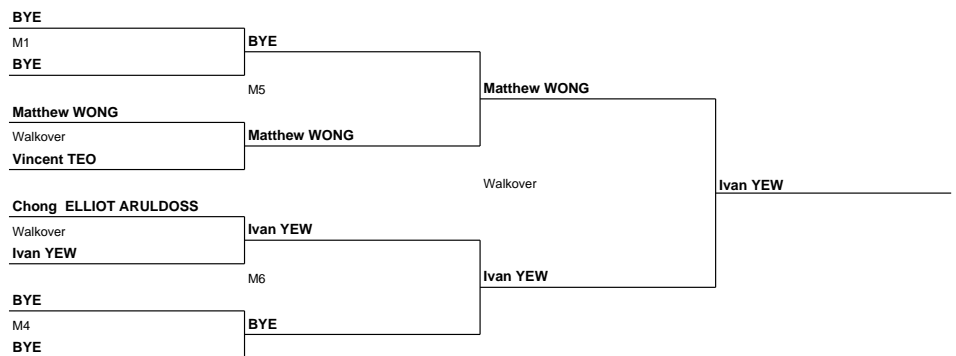 BYE
M1
BYE
BYE
M5
Matthew WONG
Matthew WONG
Walkover
Matthew WONG
Vincent TEO
Walkover
Ivan YEW
Chong  ELLIOT ARULDOSS
Walkover
Ivan YEW
Ivan YEW
M6
Ivan YEW
BYE
M4
BYE
BYE